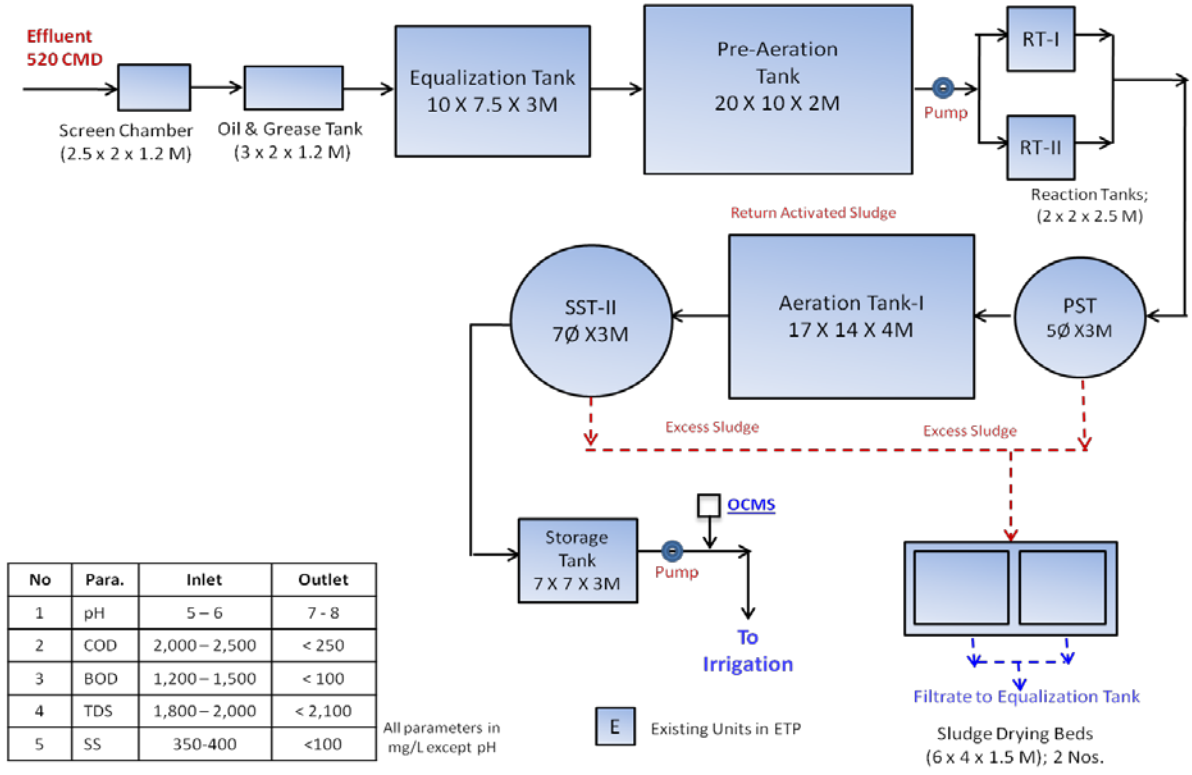 Effluent
520 CMD
Screen Chamber
(2.5 x 2 x 1.2 M)
Oil & Grease Tank
(3 x 2 x 1.2 M)
Equalization Tank
10 X 7.5 X 3M
Pre-Aeration
Tank
20 X 10 X 2M
Pump
RT-I
RT-II
Reaction Tanks;
(2 x 2 x 2.5 M)
Return Activated Sludge
SST-II
7Ø X3M
Aeration Tank-I
17 X 14 X 4M
PST
5Ø X3M
Excess Sludge
Excess Sludge
OCMS
Storage
Tank
7 X 7 X 3M
Pump
To
Irrigation
Filtrate to Equalization Tank
Sludge Drying Beds
(6 x 4 x 1.5 M); 2 Nos.
No Para. Inlet Outlet
1 pH 5 – 6 7 - 8
2 COD 2,000 – 2,500 < 250
3 BOD 1,200 – 1,500 < 100
4 TDS 1,800 – 2,000 < 2,100
5 SS 350-400 <100
All parameters in
mg/L except pH
E Existing Units in ETP